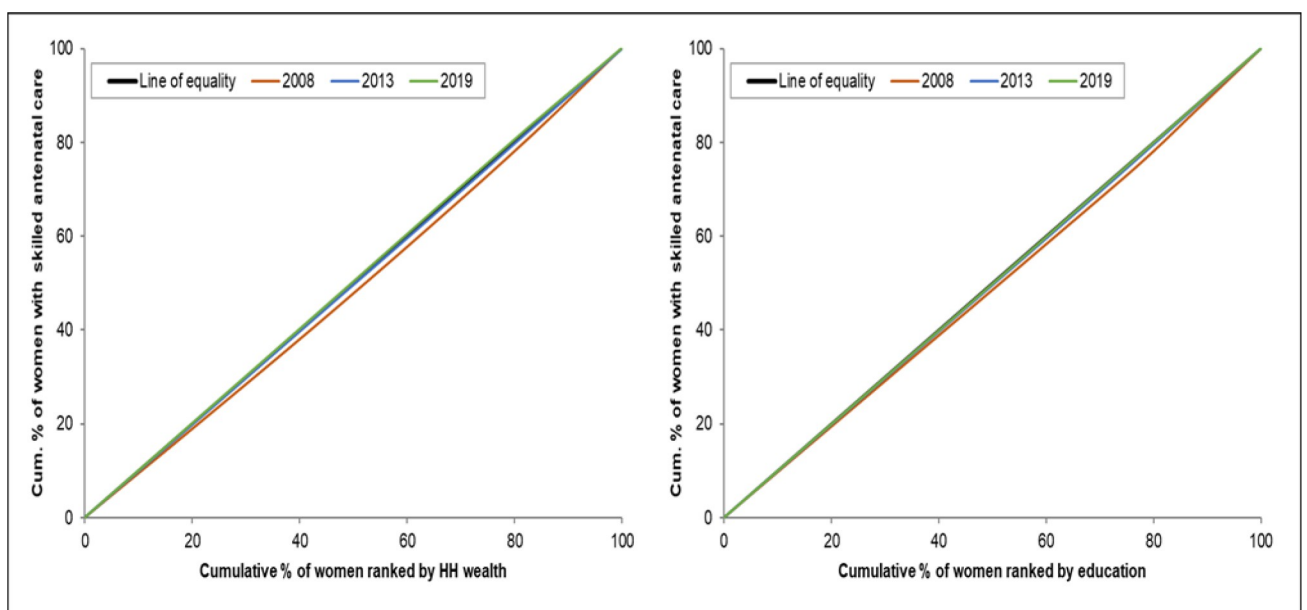 Line of equality 2008 2013 2019
Cum. % of women with skilled antenatal care
100
80
60
40
20
0
0 20 40 60 80 100
Cumulative % of women ranked by HH wealth
Line of equality 2008 2013 2019
Cum. % of women with skilled antenatal care
100
80
60
40
20
0
0 20 40 60 80 100
Cumulative % of women ranked by education